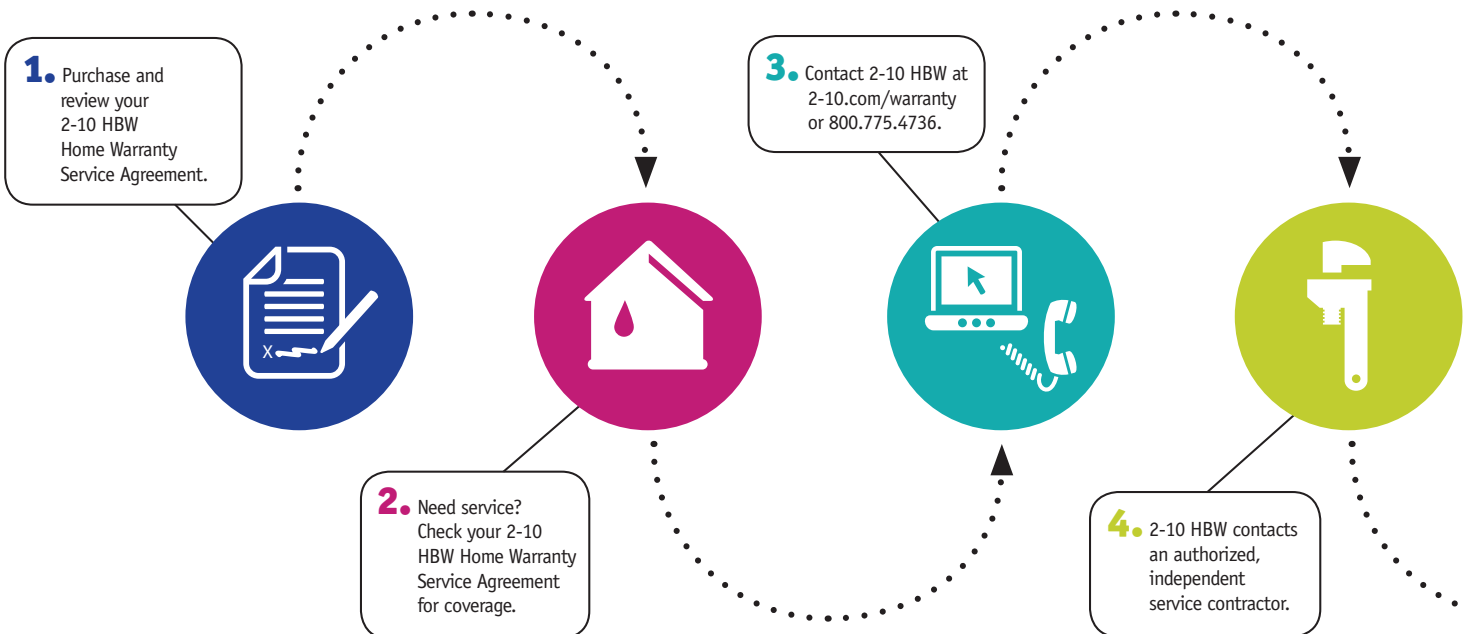 1. Purchase and
review your
2-10 HBW
Home Warranty
Service Agreement.
2. Need service?
Check your 2-10
HBW Home Warranty
Service Agreement
for coverage.
3. Contact 2-10 HBW at
2-10.com/warranty
or 800.775.4736.
4. 2-10 HBW contacts
an authorized,
independent
service contractor.
X